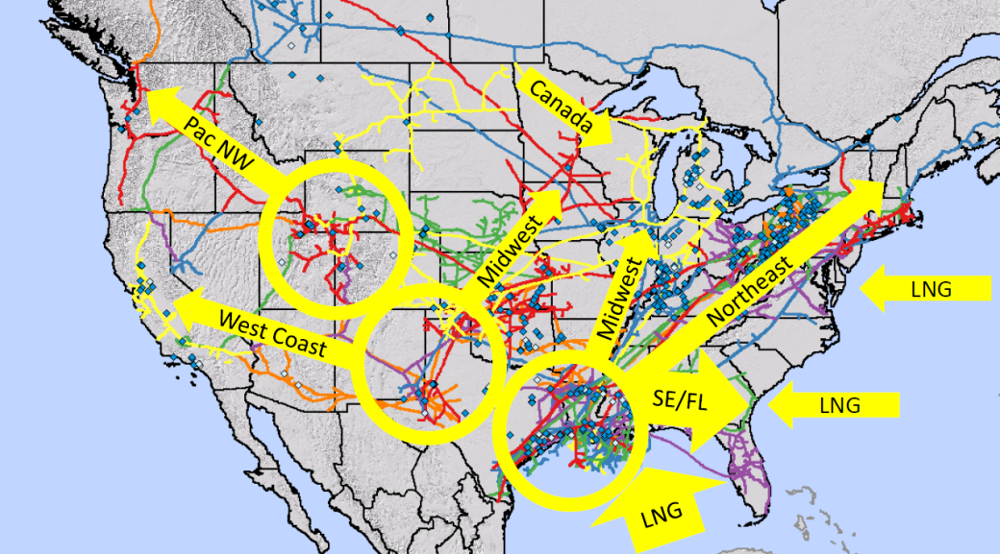 Canada
Pac NW
Midwest
Midwest
Northeast
LNG
West Coast
SE/FL
LNG
LNG